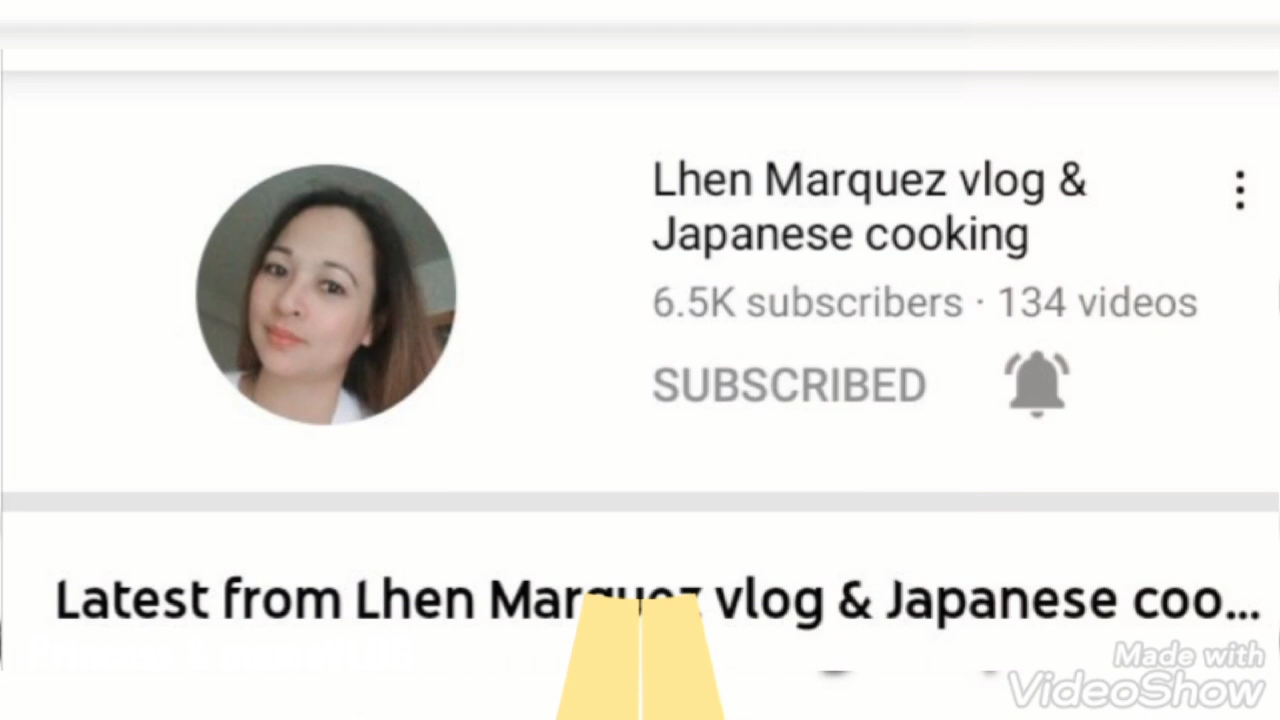 Lhen Marquez vlog &
Japanese cooking
6.5K subscribers · 134 videos
SUBSCRIBED
Latest from Lhen Marquez vlog & Japanese coo...
Made with
VideoShow